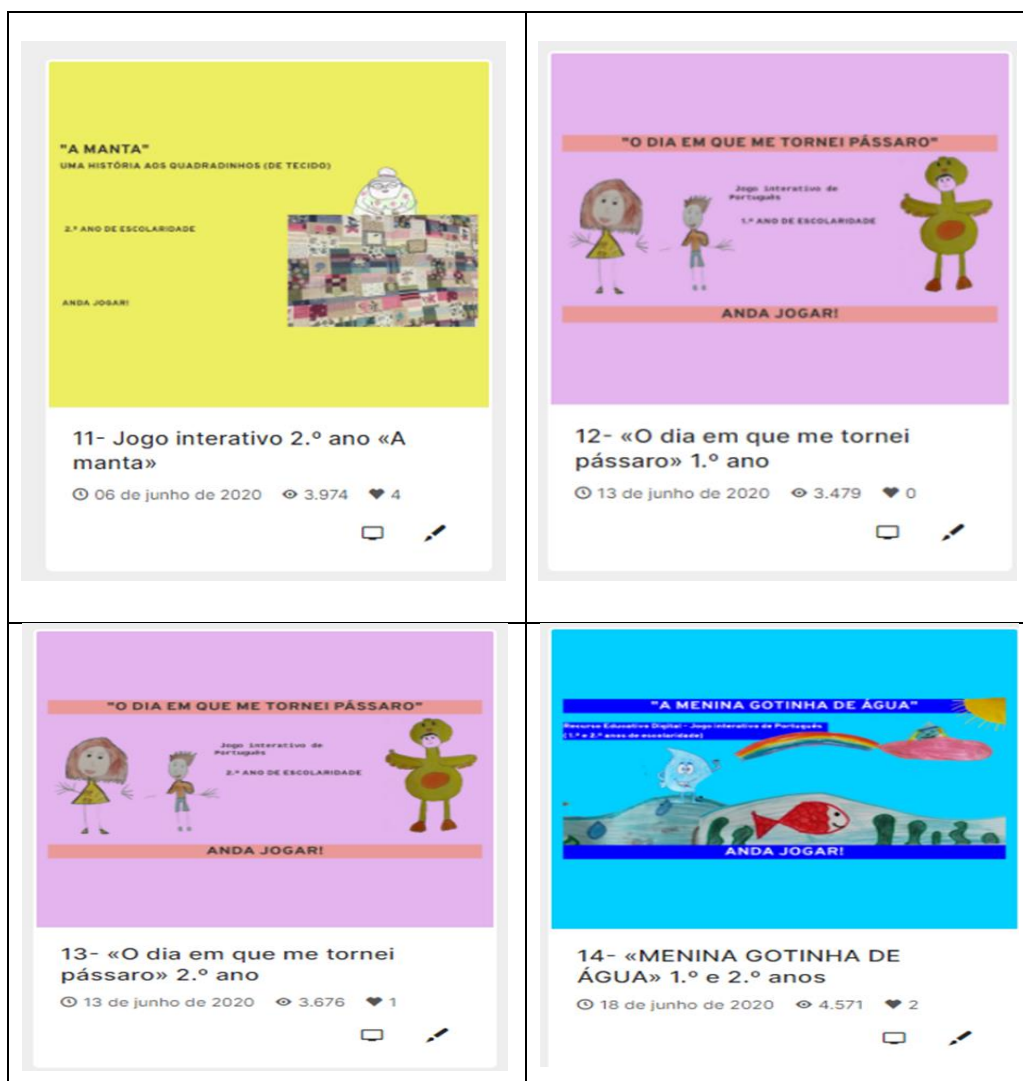 "A MANTA"
UMA HISTÓRIA AOS QUADRADINHOS (DE TECIDO)
2.º ANO DE ESCOLARIDADE
ANDA JOGAR!
11- Jogo interativo 2.º ano «A
manta»
06 de junho de 2020 3.974 4
"O DIA EM QUE ME TORNEI PÁSSARO"
Jogo interativo de
Português
1.º ANO DE ESCOLARIDADE
ANDA JOGAR!
12- «O dia em que me tornei
pássaro» 1.º ano
13 de junho de 2020 3.479 0
"O DIA EM QUE ME TORNEI PÁSSARO"
Jogo interativo de
Português
2.º ANO DE ESCOLARIDADE
ANDA JOGAR!
13- «O dia em que me tornei
pássaro» 2.º ano
13 de junho de 2020 3.676 1
"A MENINA GOTINHA DE ÁGUA"
Recurso Educativo Digital - Jogo interativo de Português
(1.º e 2.º anos de escolaridade)
ANDA JOGAR!
14- «MENINA GOTINHA DE
ÁGUA» 1.º e 2.º anos
18 de junho de 2020 4.571 2